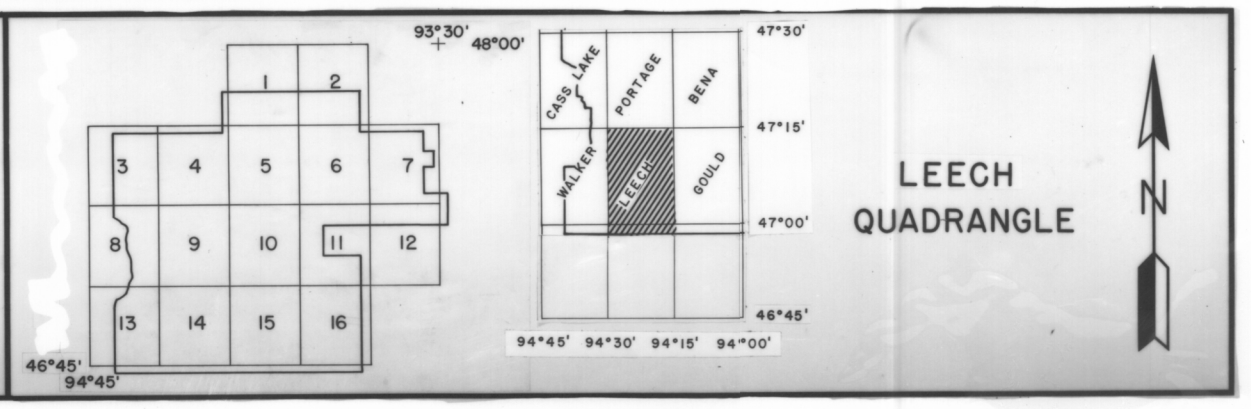 93°30'
48°00'
1 2
3 4 5 6 7
8 9 10 11 12
13 14 15 16
46°45'
94°45'
47°30'
CASS LAKE
PORTAGE
BENA
47°15'
WALKER
LEECH
GOULD
47°00'
46°45'
94°45' 94°30' 94°15' 94°00'
LEECH
QUADRANGLE
N